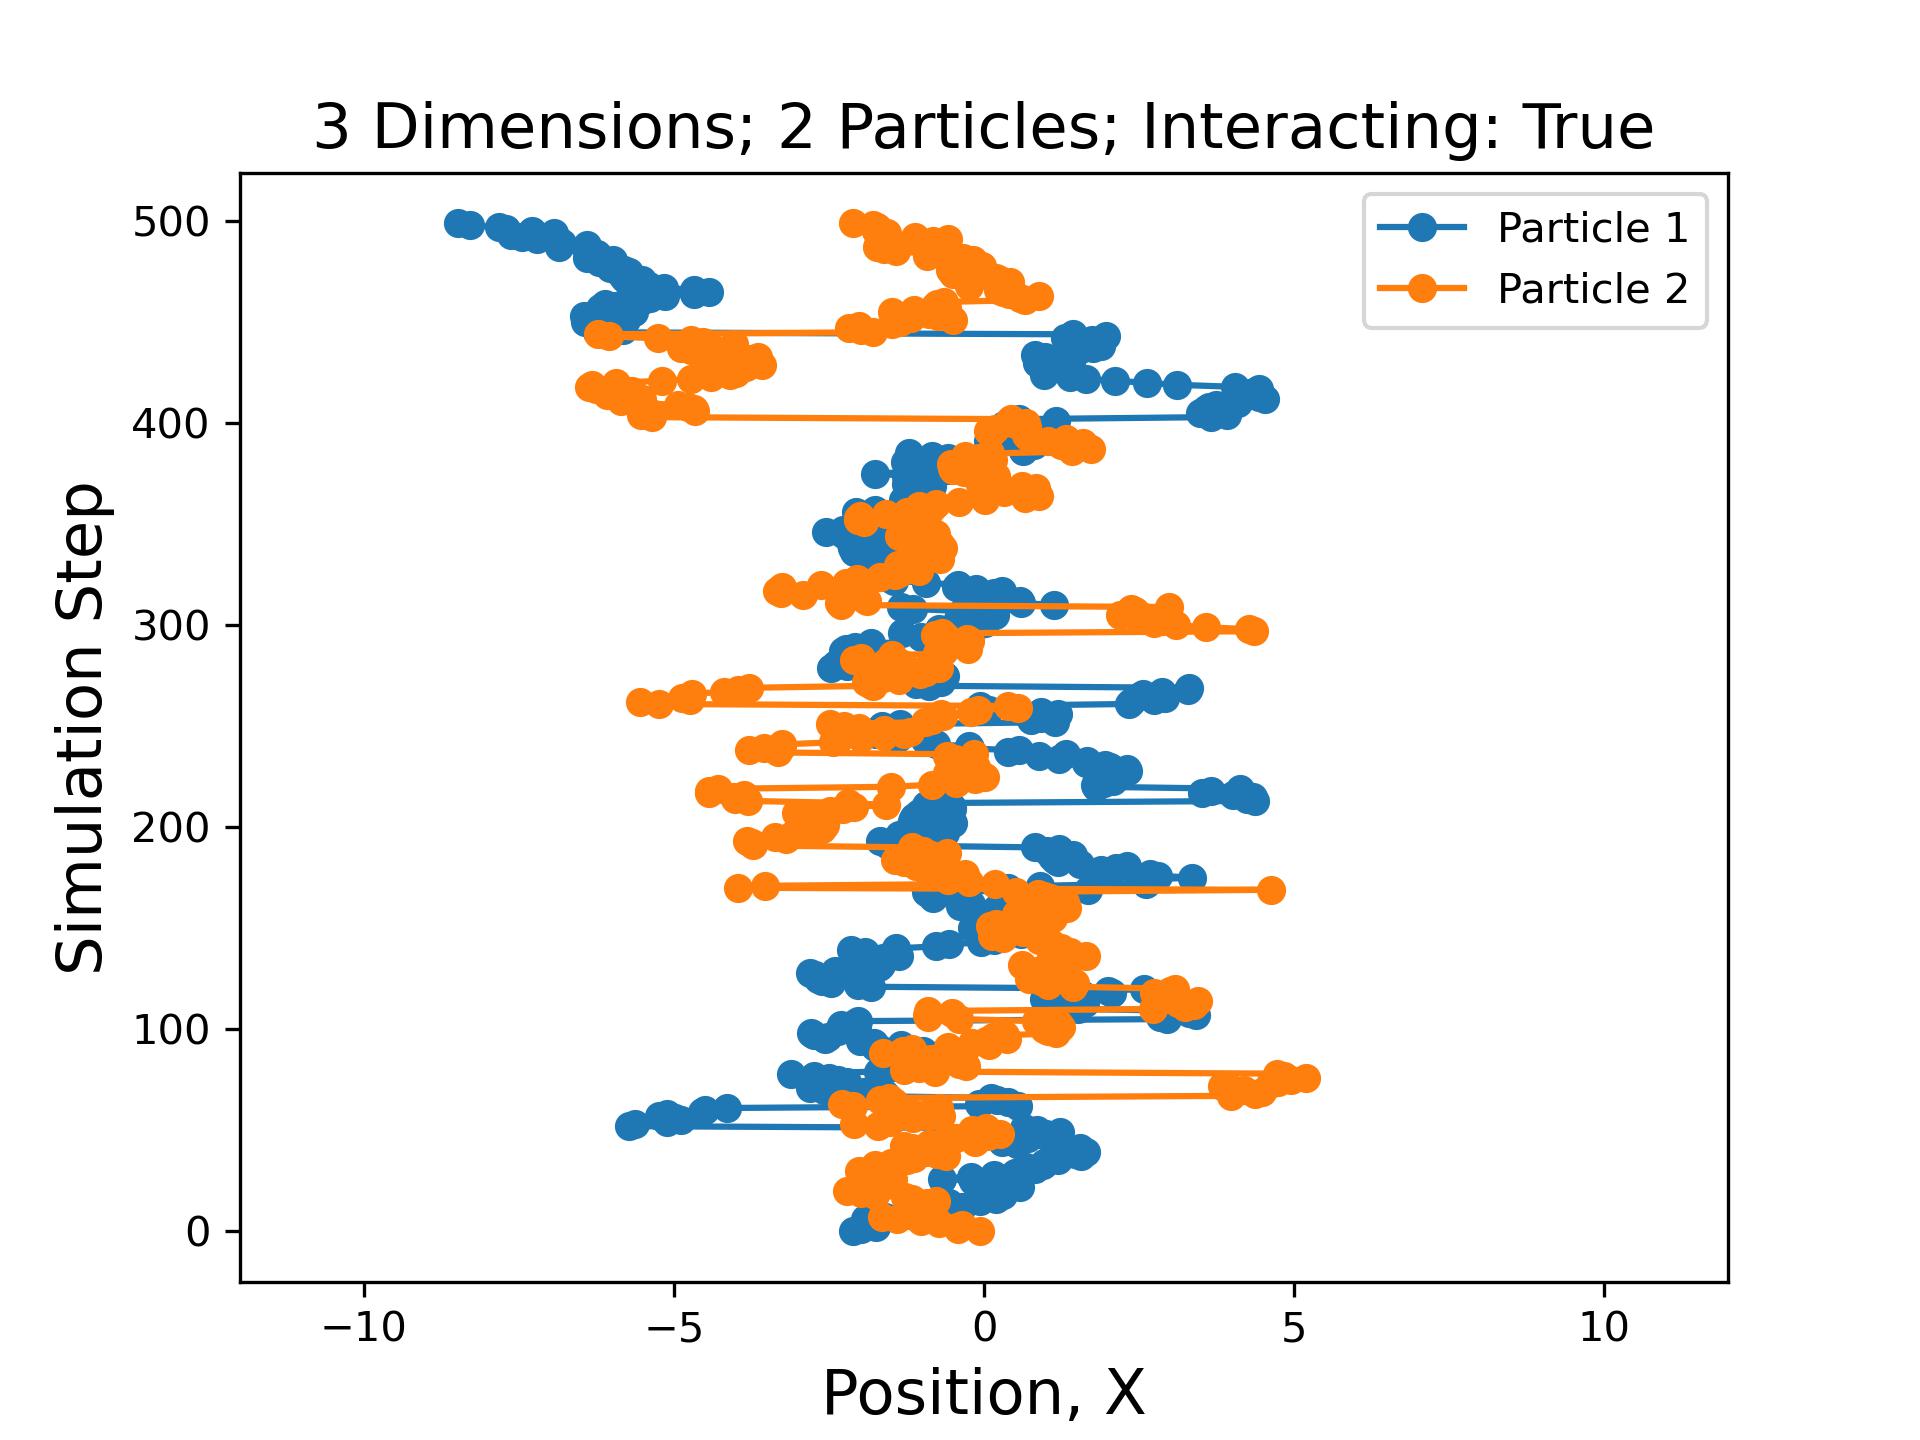 3 Dimensions; 2 Particles; Interacting: True
Particle 1
Particle 2
500
400
300
200
100
0
Simulation Step
−10
−5
0
5
10
Position, X